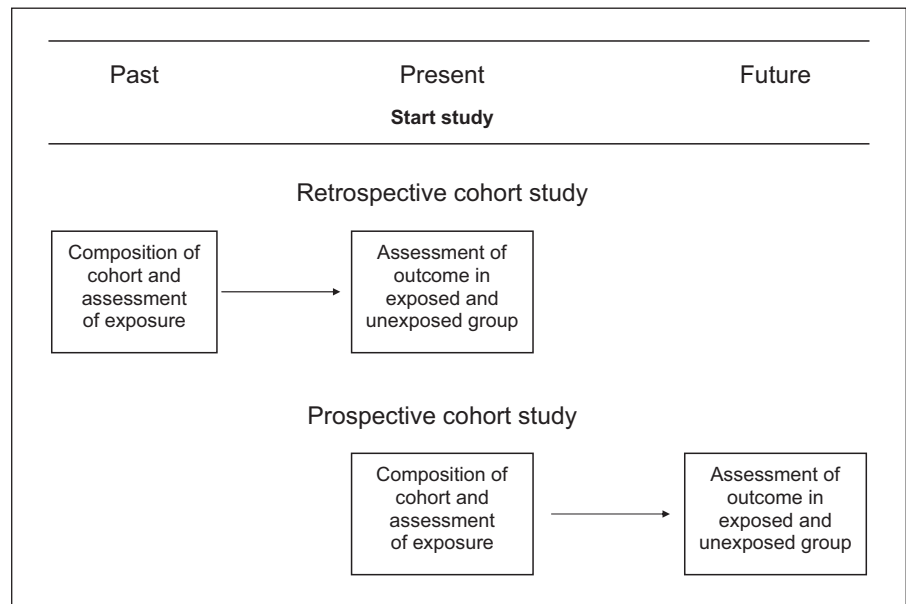 Past Present Future
Start study
Retrospective cohort study
Composition of
cohort and
assessment
of exposure
Assessment of
outcome in
exposed and
unexposed group
Prospective cohort study
Composition of
cohort and
assessment
of exposure
Assessment of
outcome in
exposed and
unexposed group